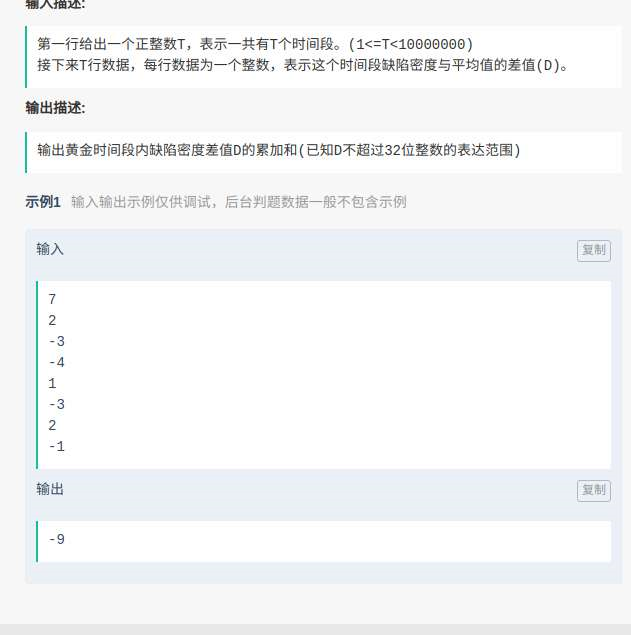 输入描述:
第一行给出一个正整数T，表示一共有T个时间段。(1<=T<10000000)
接下来T行数据，每行数据为一个整数，表示这个时间段缺陷密度与平均值的差值(D)。
输出描述:
输出黄金时间段内缺陷密度差值D的累加和(已知D不超过32位整数的表达范围)
示例1 输入输出示例仅供调试，后台判题数据一般不包含示例
输入 复制
7
2
-3
-4
1
-3
2
-1
输出 复制
-9